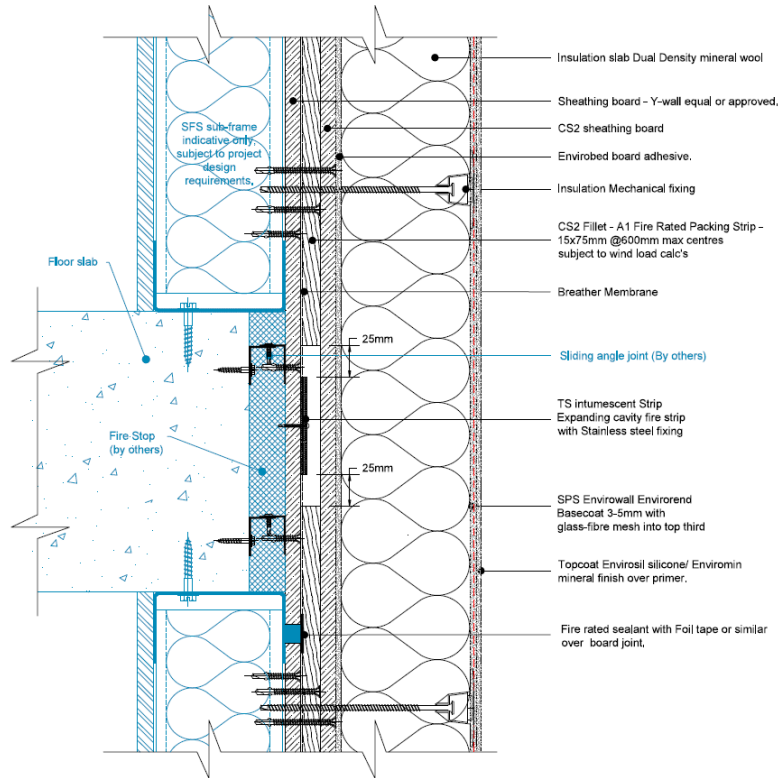 Insulation slab Dual Density mineral wool
Sheathing board - Y-wall equal or approved.
CS2 sheathing board
SFS sub-frame
indicative only,
subject to project
design
requirements.
Envirobed board adhesive.
Insulation Mechanical fixing
CS2 Fillet - A1 Fire Rated Packing Strip -
15x75mm @600mm max centres
subject to wind load calc's
Floor slab
Breather Membrane
25mm
Sliding angle joint (By others)
TS intumescent Strip
Expanding cavity fire strip
with Stainless steel fixing
Fire Stop
(by others)
25mm
SPS Envirowall Envirorend
Basecoat 3-5mm with
glass-fibre mesh into top third
Topcoat Envirosil silicone/ Enviromin
mineral finish over primer.
Fire rated sealant with Foil tape or similar
over board joint.